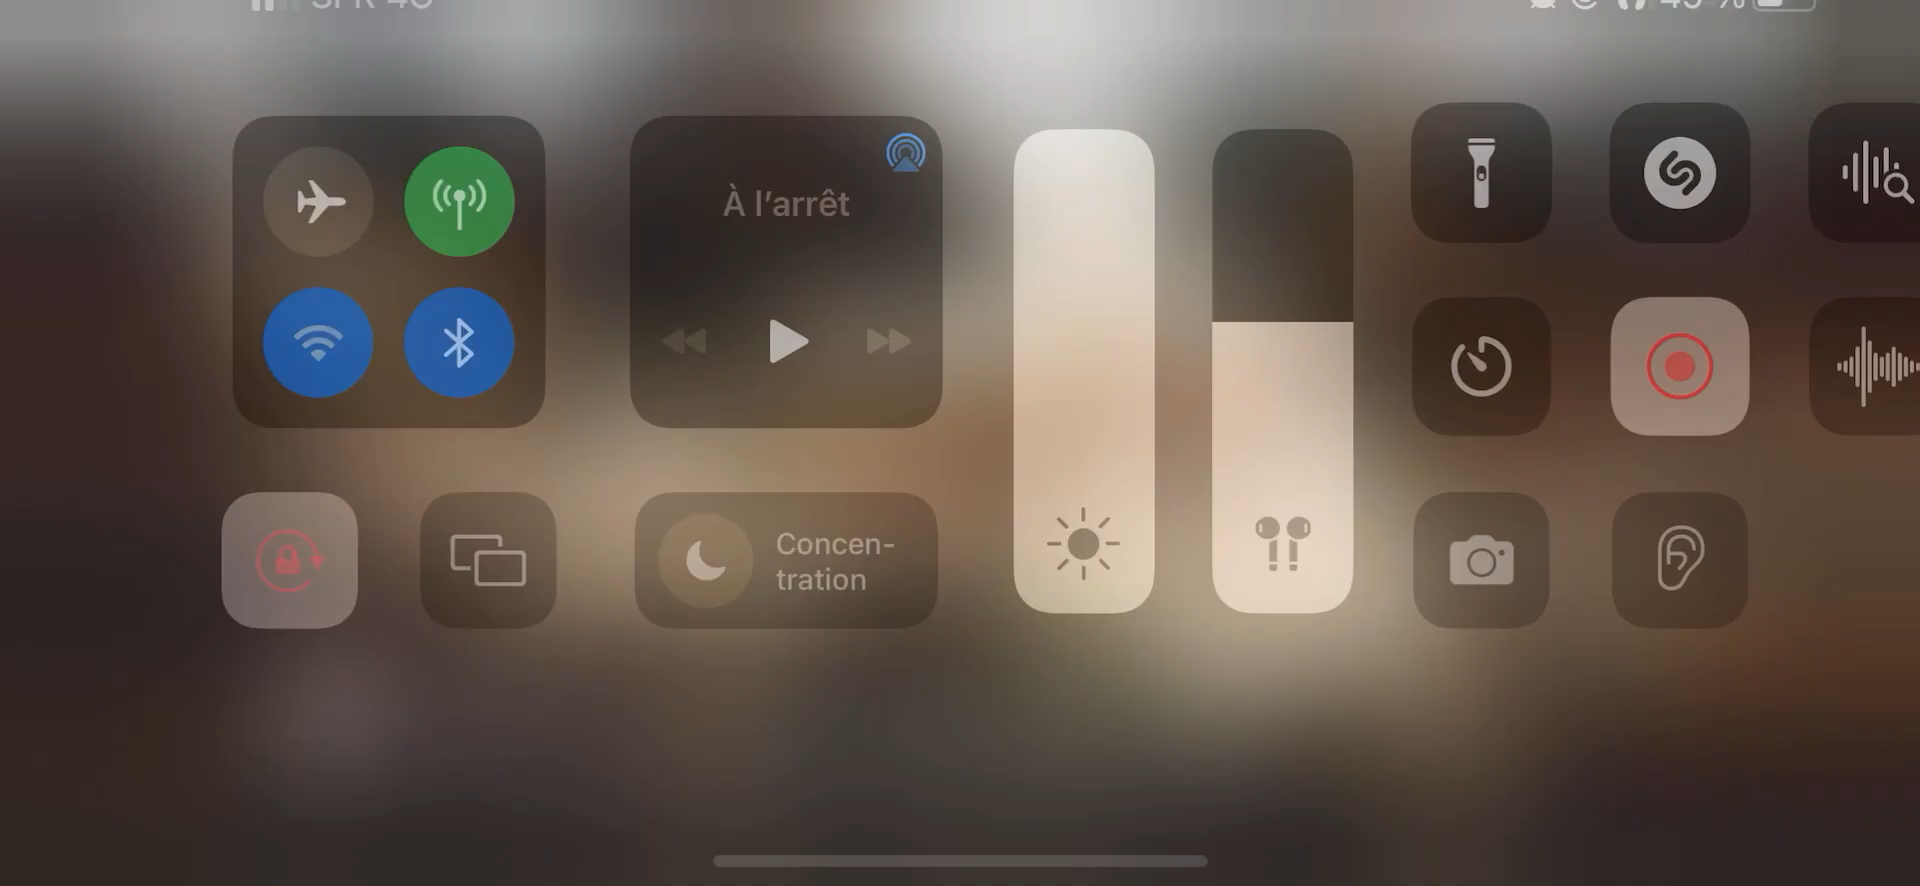 À l'arrêt
Concen-
tration